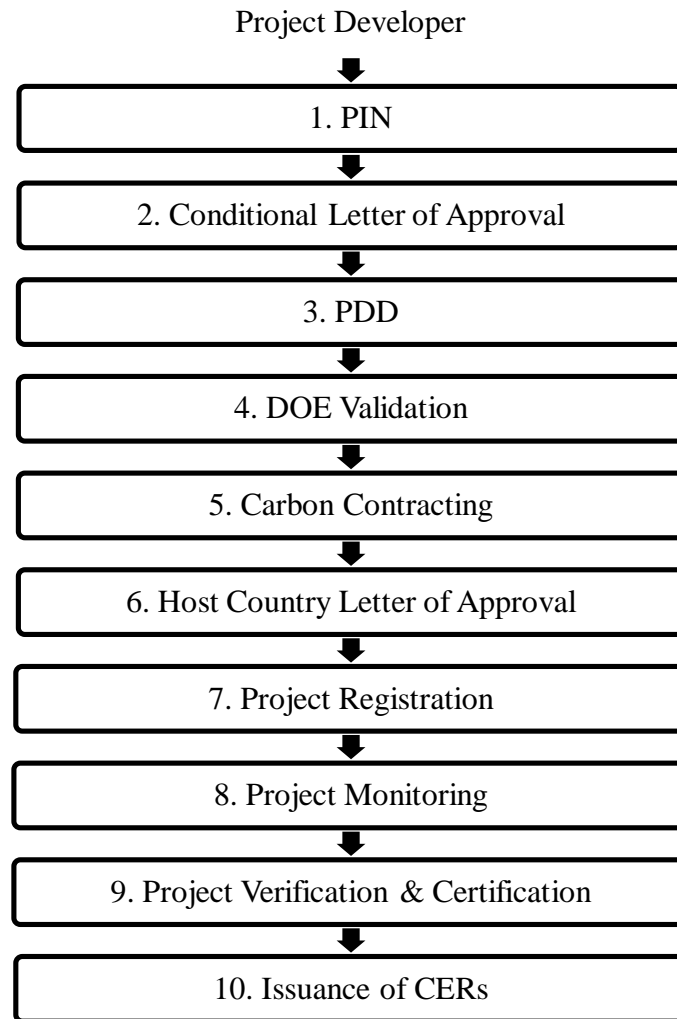 Project Developer
1. PIN
2. Conditional Letter of Approval
3. PDD
4. DOE Validation
5. Carbon Contracting
6. Host Country Letter of Approval
7. Project Registration
8. Project Monitoring
9. Project Verification & Certification
10. Issuance of CERs